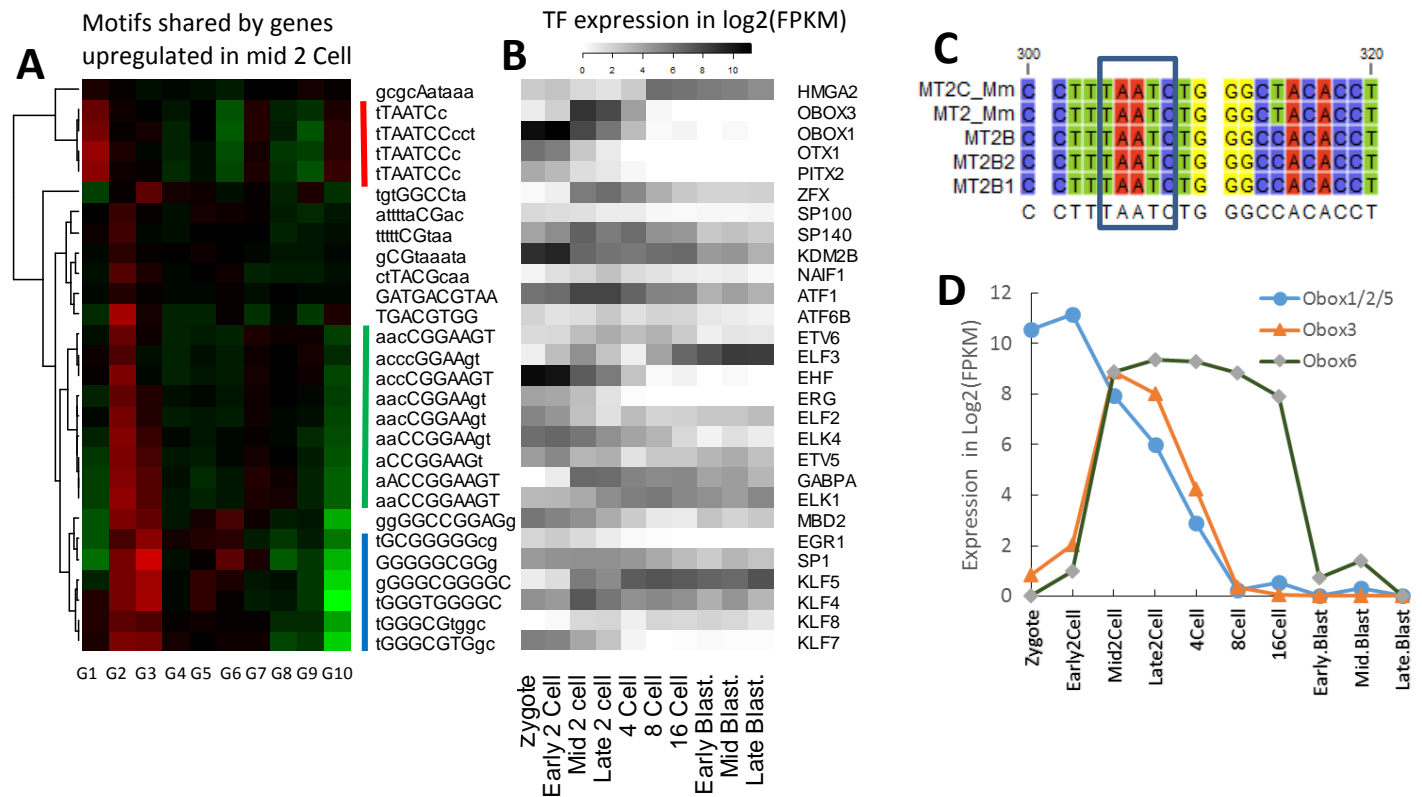 A
Motifs shared by genes
upregulated in mid 2 Cell
gcgcAataaa
tTAATCc
tTAATCCcct
tTAATCCc
tTAATCCc
tgtGGCCta
attttaCGac
tttttCGtaa
gCGtaaata
ctTACGcaa
GATGACGTAA
TGACGTGG
aacCGGAAGT
acccGGAAgt
accCGGAAGT
aacCGGAAgt
aacCGGAAgt
aaCCGGAAgt
aCCGGAAGt
aACCGGAAGT
aaCCGGAAGT
ggGGCCGGAGg
tGCGGGGGcg
GGGGGCGGg
gGGGCGGGGC
tGGGTGGGGC
tGGGCGtggc
tGGGCGTGgc
G1 G2 G3 G4 G5 G6 G7 G8 G9 G10
B
TF expression in log2(FPKM)
0 2 4 6 8 10
HMGA2
OBOX3
OBOX1
OTX1
PITX2
ZFX
SP100
SP140
KDM2B
NAIF1
ATF1
ATF6B
ETV6
ELF3
EHF
ERG
ELF2
ELK4
ETV5
GABPA
ELK1
MBD2
EGR1
SP1
KLF5
KLF4
KLF8
KLF7
Zygote
Early 2 Cell
Mid 2 cell
Late 2 cell
4 Cell
8 Cell
16 Cell
Early Blast.
Mid Blast.
Late Blast.
C
300 320
MT2C_Mm C CTTTAATCTG GGCTACACCT
MT2_Mm C CTTTAATCTG GGCTACACCT
MT2B C CTTTAATCTG GGCCACACCT
MT2B2 C CTTTAATCTG GGCCACACCT
MT2B1 C CTTTAATCTG GGCCACACCT
C CTTTAATCTG GGCCACACCT
D
Expression in Log2(FPKM)
12
10
8
6
4
2
0
Obox1/2/5
Obox3
Obox6
Zygote
Early2Cell
Mid2Cell
Late2Cell
4Cell
8Cell
16Cell
Early.Blast
Mid.Blast
Late.Blast